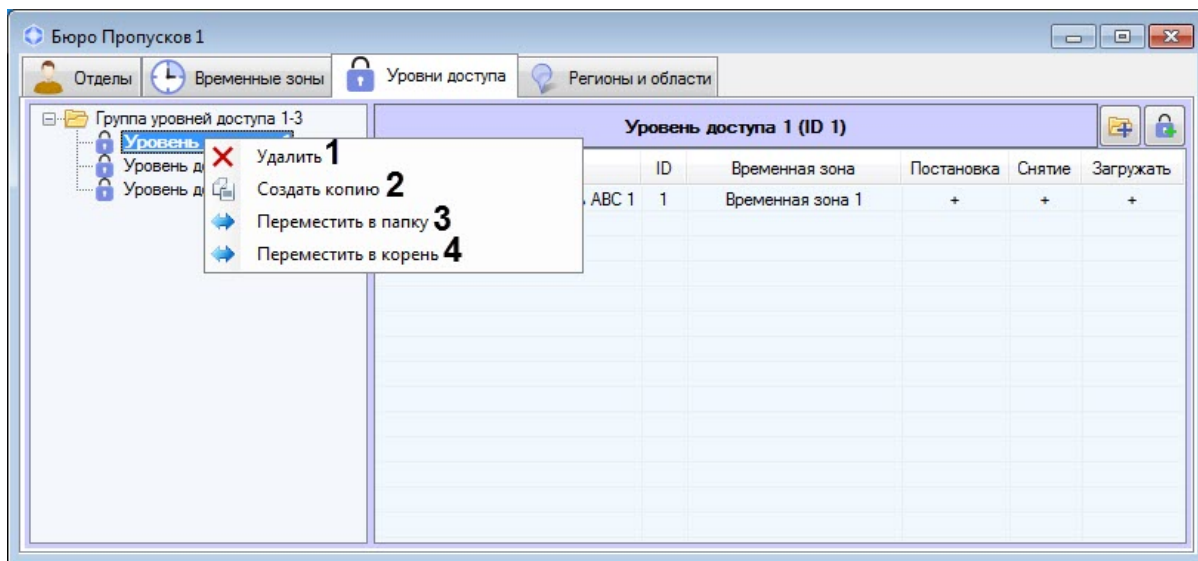 Бюро Пропусков 1
Отделы Временные зоны Уровни доступа Регионы и области
Группа уровней доступа 1-3
Уровень
Уровень
Уровень
Удалить 1
Создать копию 2
Переместить в папку 3
Переместить в корень 4
Уровень доступа 1 (ID 1)
ID Временная зона Постановка Снятие Загружать
ABC 1 1 Временная зона 1 + + +